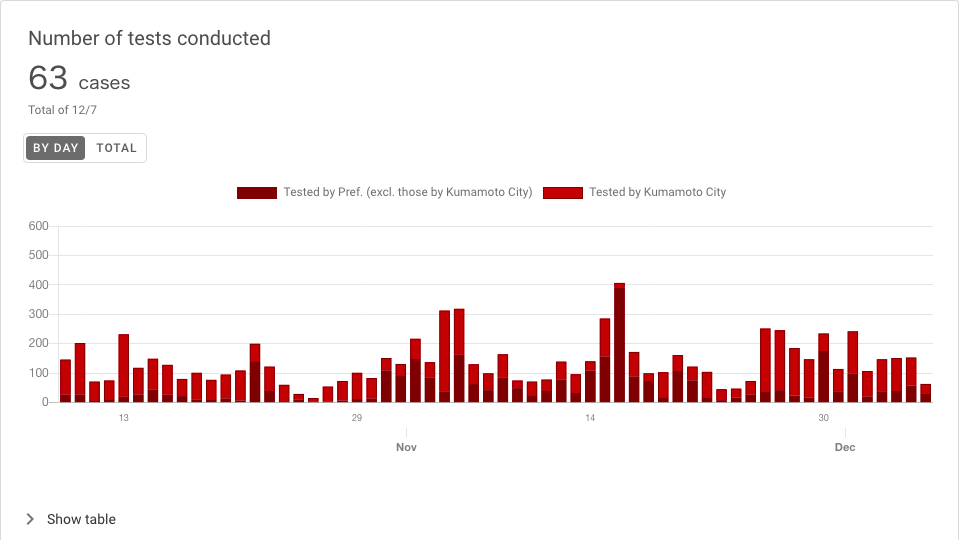 Number of tests conducted
63 cases
Total of 12/7
BY DAY TOTAL
Tested by Pref. (excl. those by Kumamoto City) Tested by Kumamoto City
600
500
400
300
200
100
0
13 29 14 30
Nov Dec
Show table